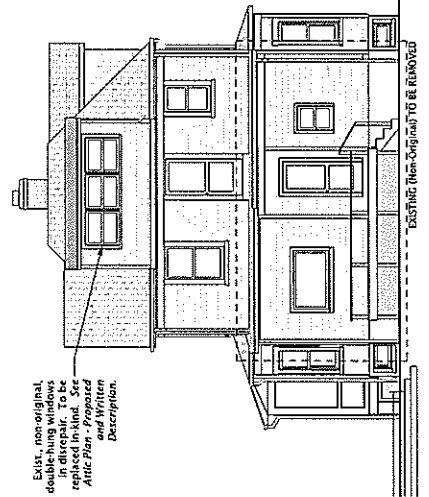 Exist., non-original,
double-hung windows
in disrepair. To be
replaced in-kind. See
Attic Plan - Proposed
and Written
Description.
EXISTING (Non-Original) TO BE REMOVED